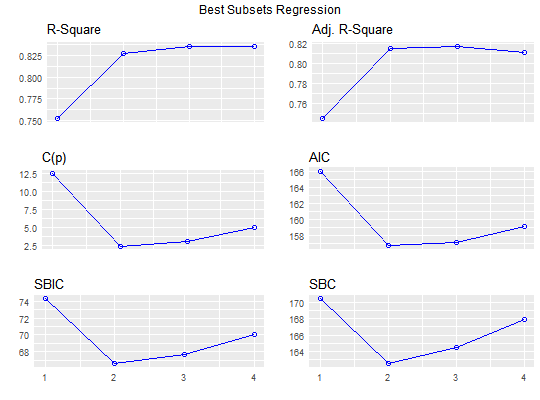 Best Subsets Regression
R-Square
Adj. R-Square
0.825
0.800
0.775
0.750
0.82
0.80
0.78
0.76
C(p)
AIC
12.5
10.0
7.5
5.0
2.5
166
164
162
160
158
SBIC
SBC
74
72
70
68
170
168
166
164
1 2 3 4
1 2 3 4